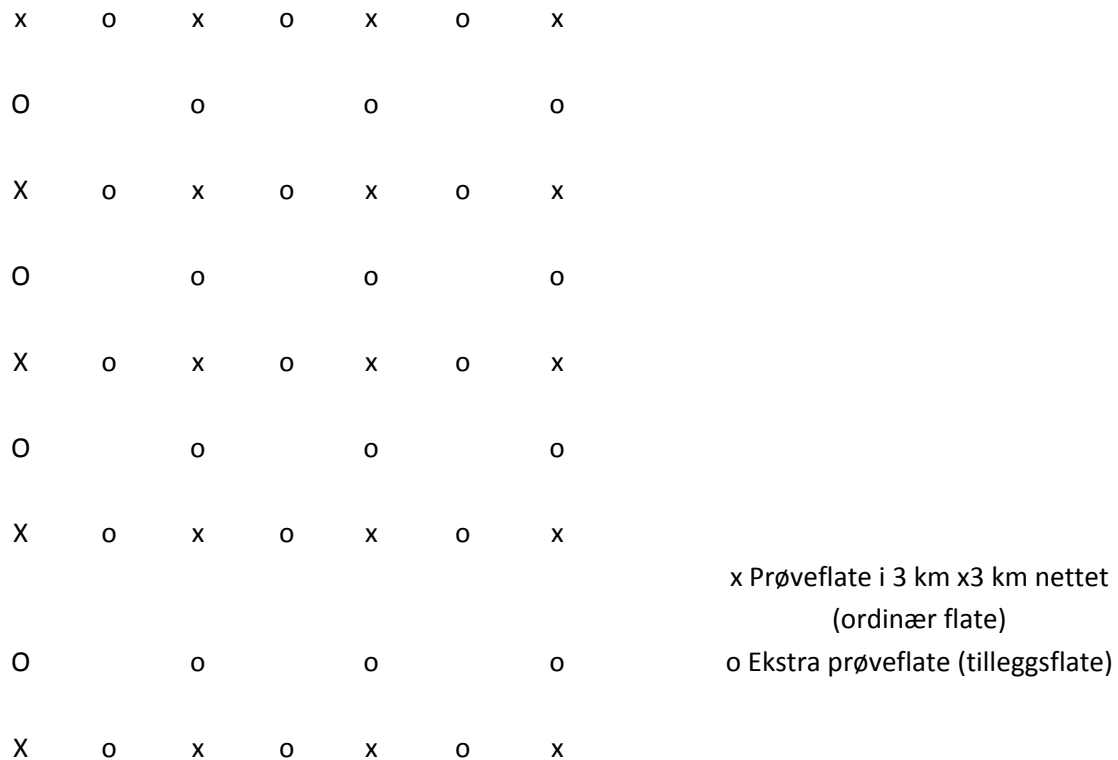 x o x o x o x
O o o o
X o x o x o x
O o o o
X o x o x o x
O o o o
X o x o x o x
x Prøveflate i 3 km x3 km nettet
(ordinær flate)
O o o o
o Ekstra prøveflate (tilleggsflate)
X o x o x o x